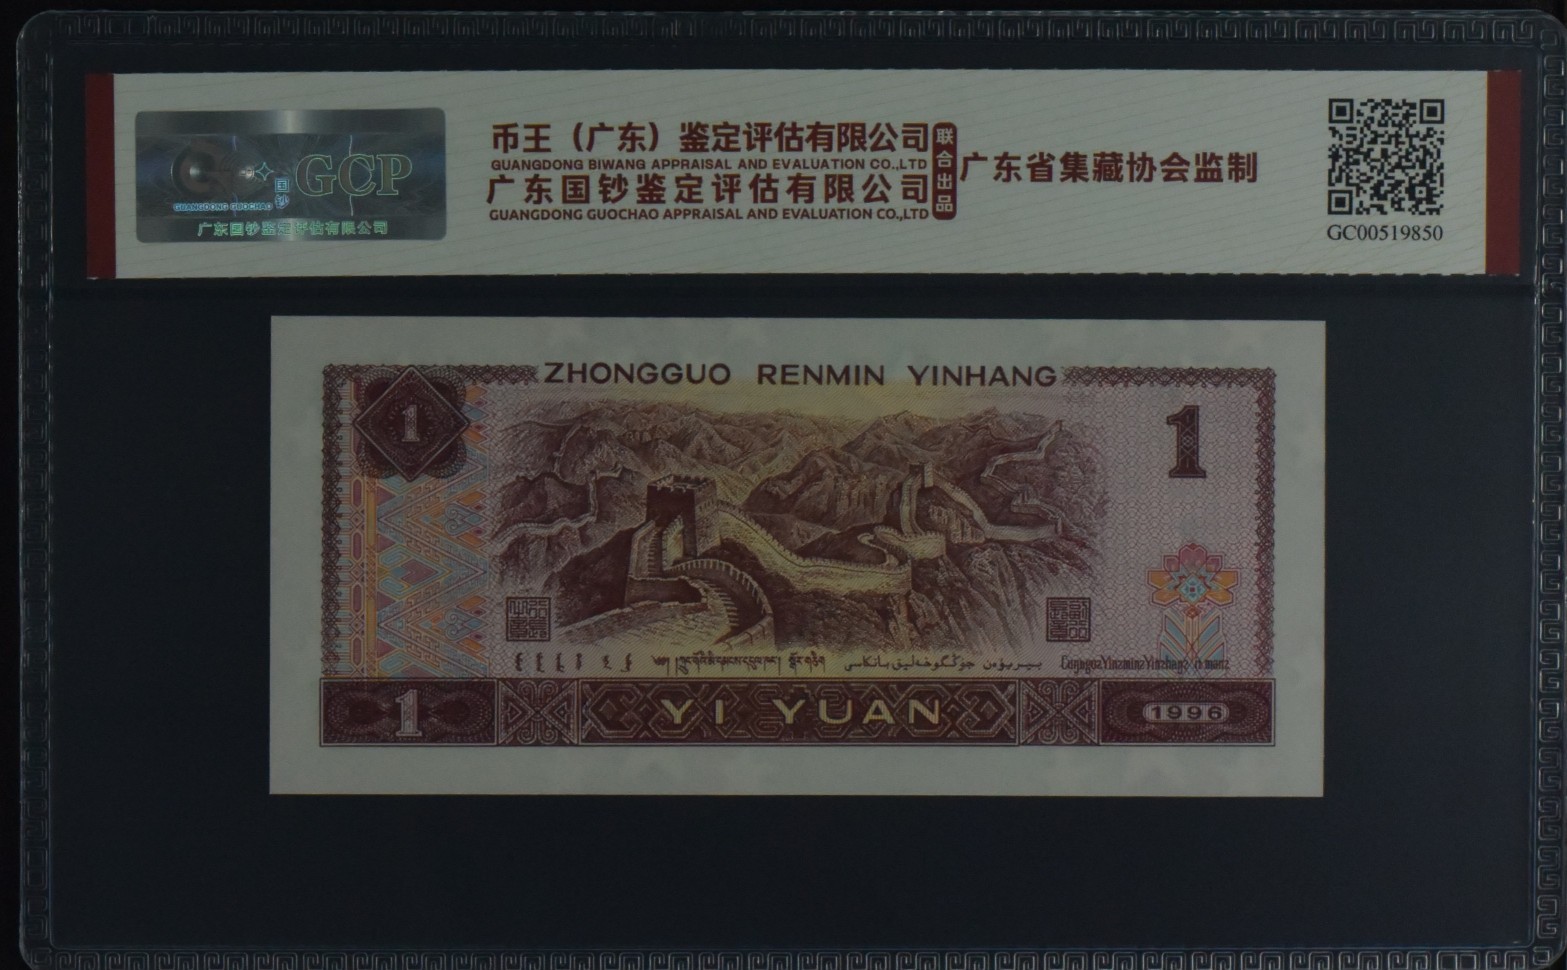 GCP
国钞
GUANGDONG GUOCHAO
广东国钞鉴定评估有限公司
币王（广东）鉴定评估有限公司
GUANGDONG BIWANG APPRAISAL AND EVALUATION CO.,LTD
广东国钞鉴定评估有限公司
GUANGDONG GUOCHAO APPRAISAL AND EVALUATION CO.,LTD
联合出品
广东省集藏协会监制
GC00519850
ZHONGGUO RENMIN YINHANG
1
1
1 YI YUAN 1996